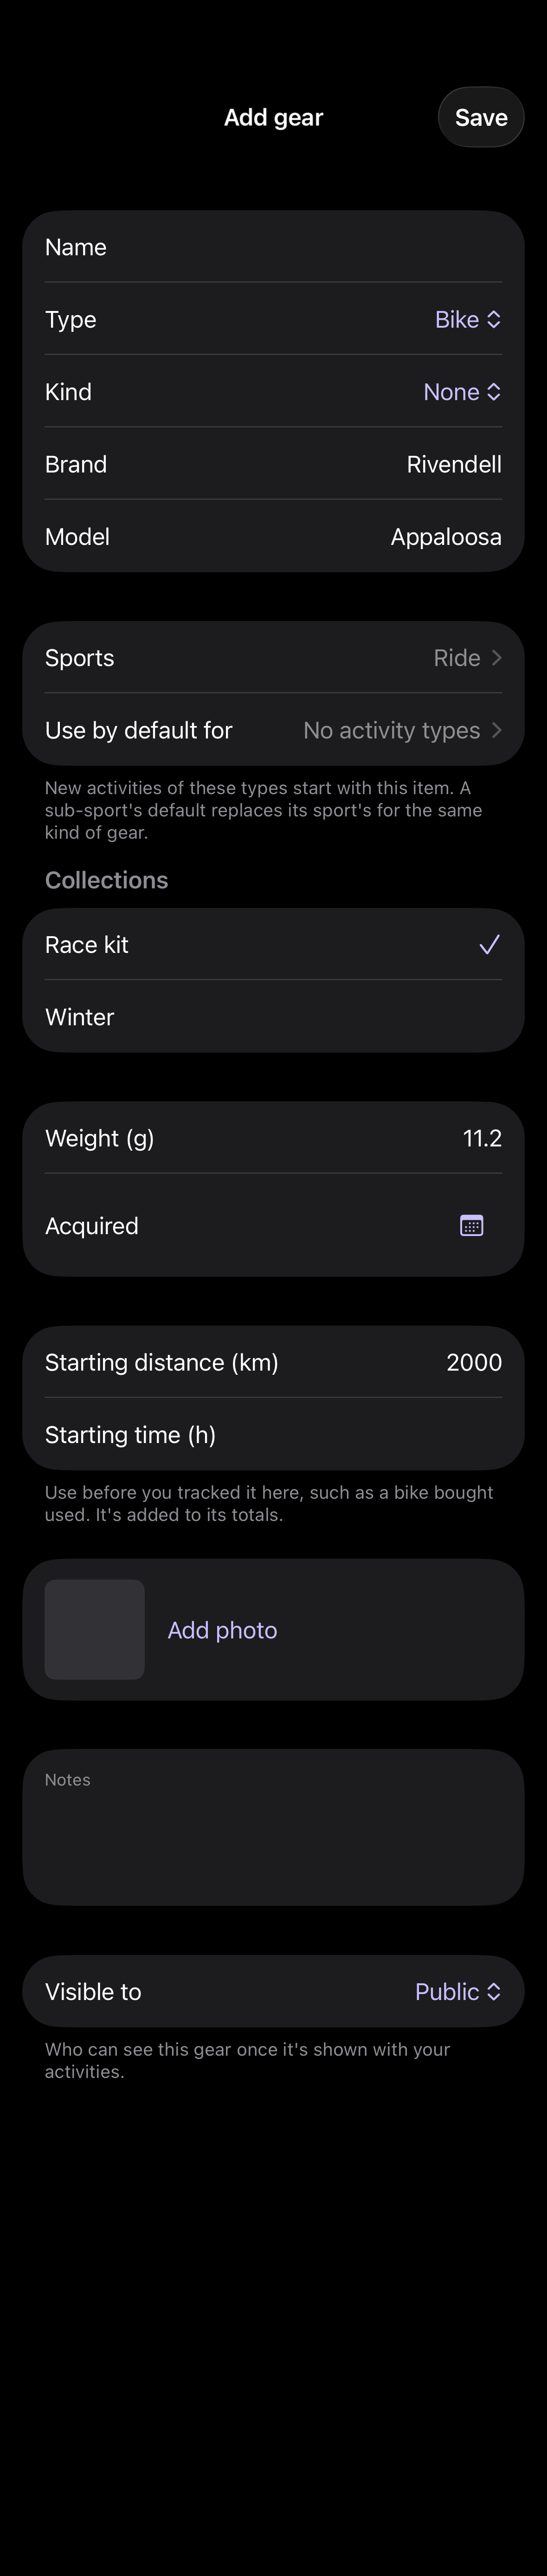 Add gear
Save
Name
Type Bike
Kind None
Brand Rivendell
Model Appaloosa
Sports Ride
Use by default for No activity types
New activities of these types start with this item. A
sub-sport's default replaces its sport's for the same
kind of gear.
Collections
Race kit
Winter
Weight (g) 11.2
Acquired
Starting distance (km) 2000
Starting time (h)
Use before you tracked it here, such as a bike bought
used. It's added to its totals.
Add photo
Notes
Visible to Public
Who can see this gear once it's shown with your
activities.